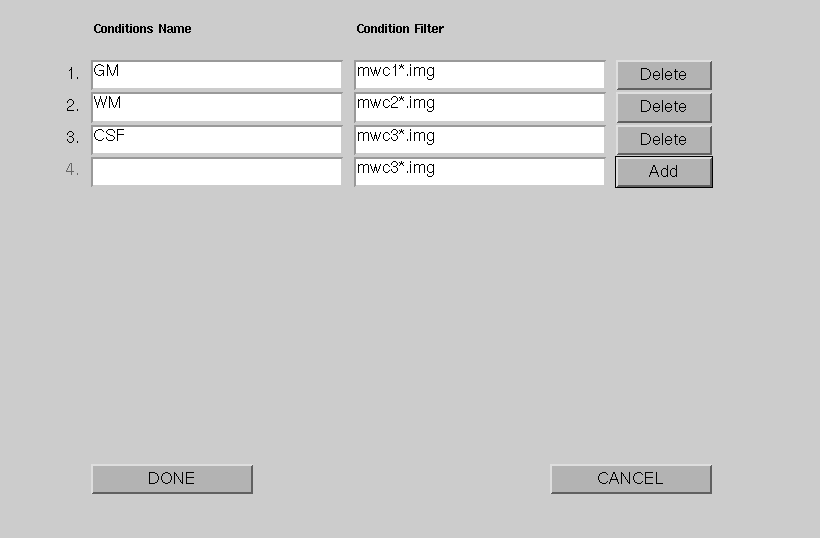 Conditions Name Condition Filter
1. GM mwc1*.img Delete
2. WM mwc2*.img Delete
3. CSF mwc3*.img Delete
4. mwc3*.img Add
DONE CANCEL